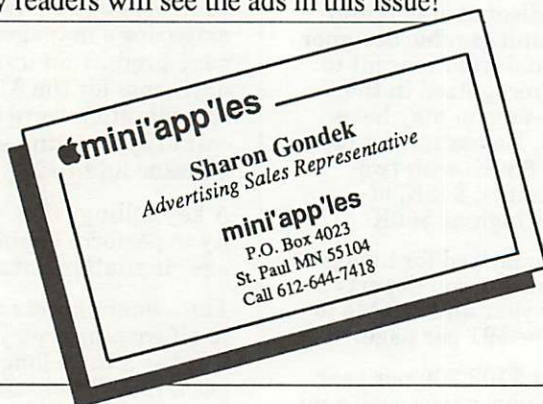 y readers will see the ads in this issue!
mini'app'les
Sharon Gondek
Advertising Sales Representative
mini'app'les
P.O. Box 4023
St. Paul MN 55104
Call 612-644-7418